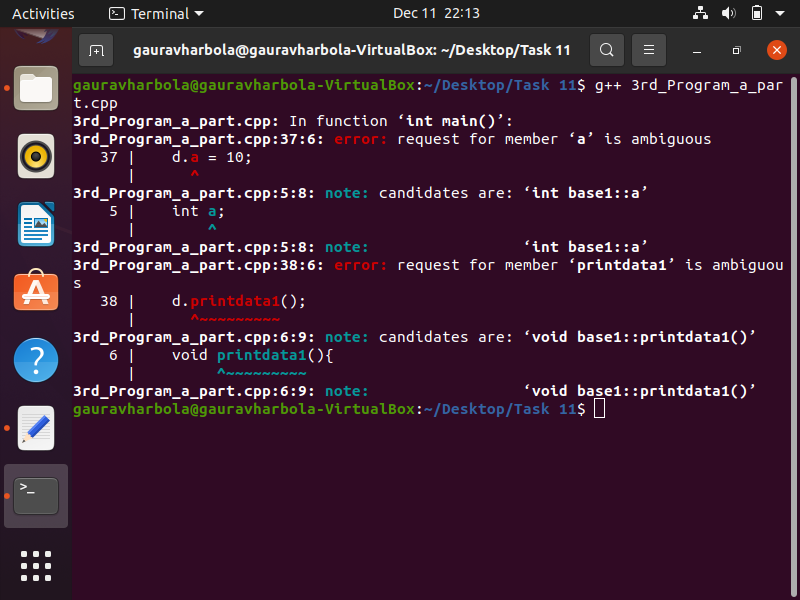 Activities
Terminal
Dec 11 22:13
gauravharbola@gauravharbola-VirtualBox: ~/Desktop/Task 11
gauravharbola@gauravharbola-VirtualBox:~/Desktop/Task 11$ g++ 3rd_Program_a_par
t.cpp
3rd_Program_a_part.cpp: In function ‘int main()’:
3rd_Program_a_part.cpp:37:6: error: request for member ‘a’ is ambiguous
   37 |    d.a = 10;
      |      ^
3rd_Program_a_part.cpp:5:8: note: candidates are: ‘int base1::a’
    5 |    int a;
      |        ^
3rd_Program_a_part.cpp:5:8: note:                 ‘int base1::a’
3rd_Program_a_part.cpp:38:6: error: request for member ‘printdata1’ is ambiguou
s
   38 |    d.printdata1();
      |      ^~~~~~~~~~
3rd_Program_a_part.cpp:6:9: note: candidates are: ‘void base1::printdata1()’
    6 |    void printdata1(){
      |         ^~~~~~~~~~
3rd_Program_a_part.cpp:6:9: note:                 ‘void base1::printdata1()’
gauravharbola@gauravharbola-VirtualBox:~/Desktop/Task 11$